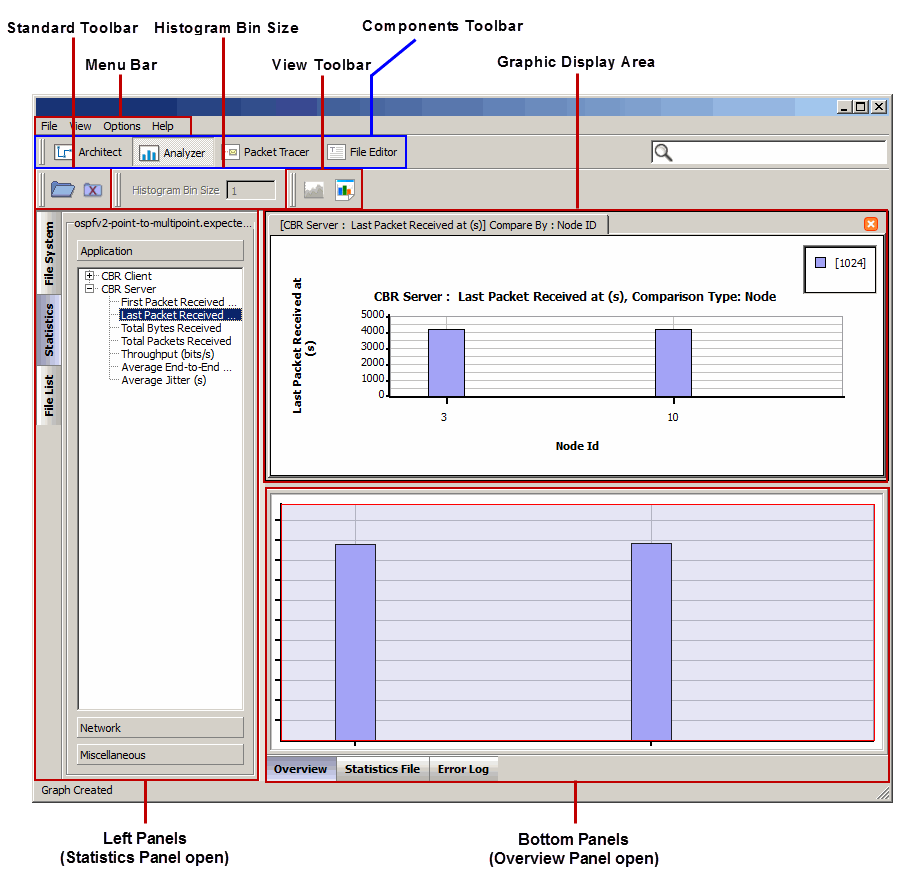 Standard Toolbar
Histogram Bin Size
Components Toolbar
Menu Bar
View Toolbar
Graphic Display Area
File View Options Help
Architect
Analyzer
Packet Tracer
File Editor
Histogram Bin Size 1
File System
Statistics
File List
ospfv2-point-to-multipoint.expecte...
Application
CBR Client
CBR Server
First Packet Received ...
Last Packet Received ...
Total Bytes Received
Total Packets Received
Throughput (bits/s)
Average End-to-End ...
Average Jitter (s)
Network
Miscellaneous
[CBR Server : Last Packet Received at (s)] Compare By : Node ID
[1024]
CBR Server : Last Packet Received at (s), Comparison Type: Node
Last Packet Received at
(s)
5000
4000
3000
2000
1000
0
3
10
Node Id
Overview
Statistics File
Error Log
Graph Created
Left Panels
(Statistics Panel open)
Bottom Panels
(Overview Panel open)